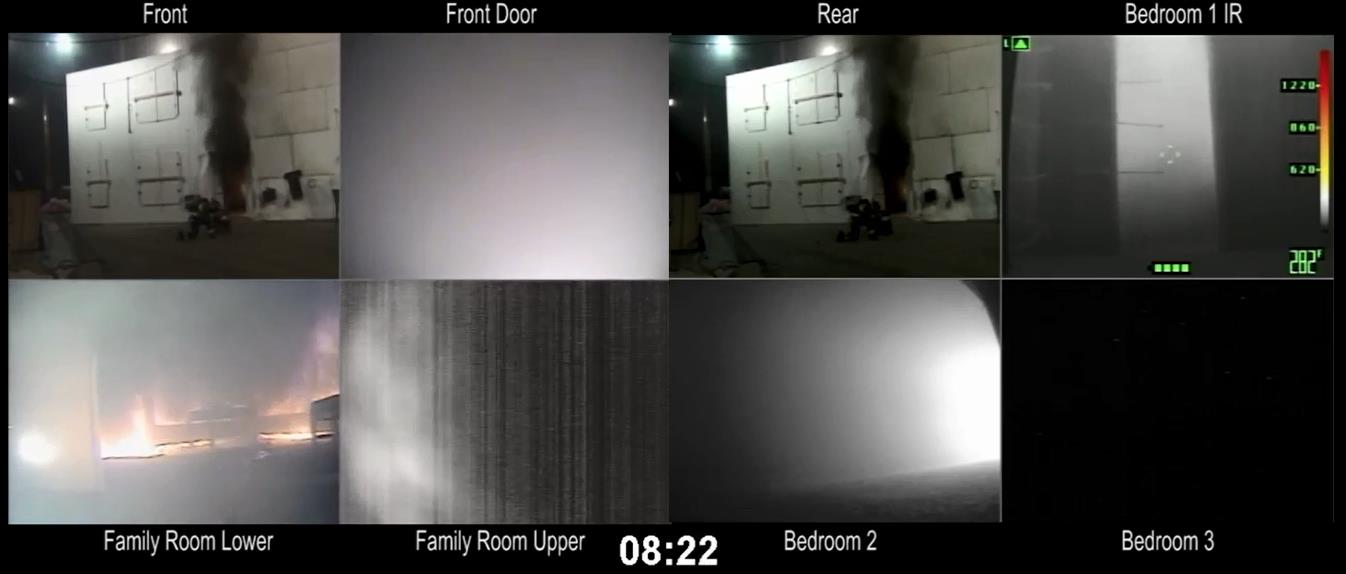 Front
Front Door
Rear
Bedroom 1 IR
L
1220
860
620
282°F
Family Room Lower
Family Room Upper
08:22
Bedroom 2
Bedroom 3